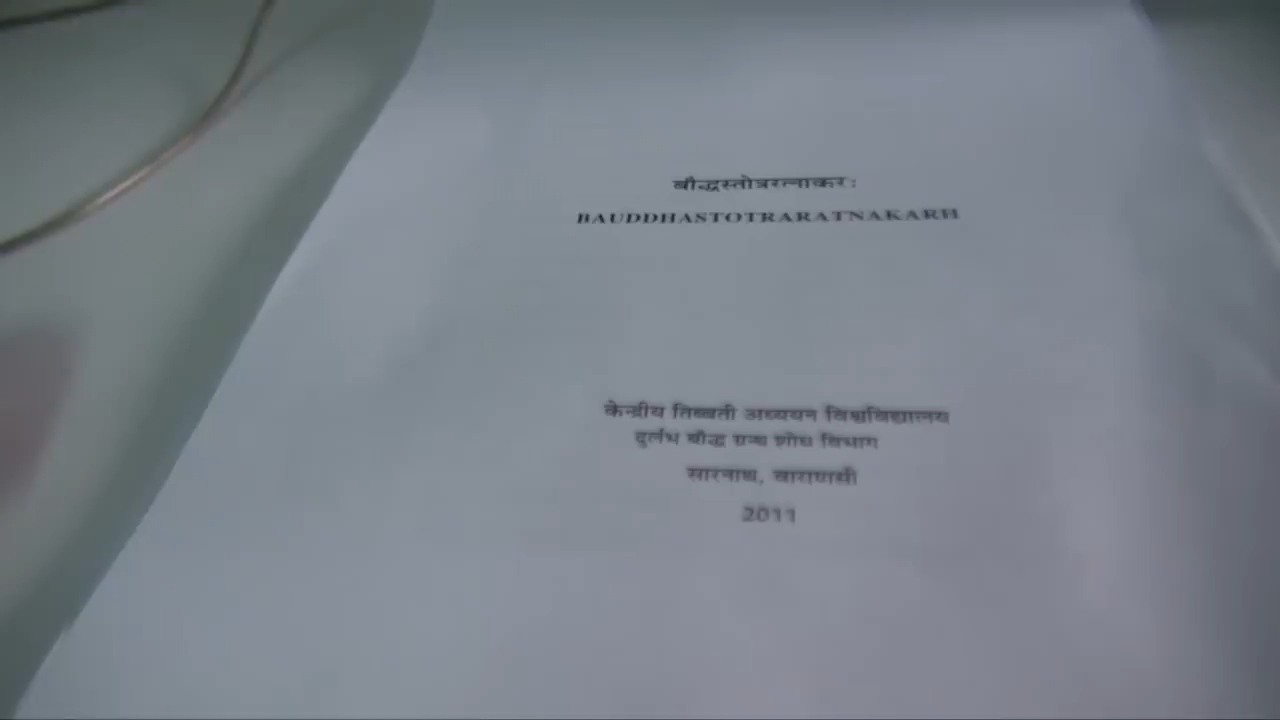 बौद्धस्तोत्ररत्नाकरः
BAUDDHASTOTRARATNAKARH
केन्द्रीय तिब्बती अध्ययन विश्वविद्यालय
दुर्लभ बौद्ध ग्रन्थ शोध विभाग
सारनाथ, वाराणसी
2011